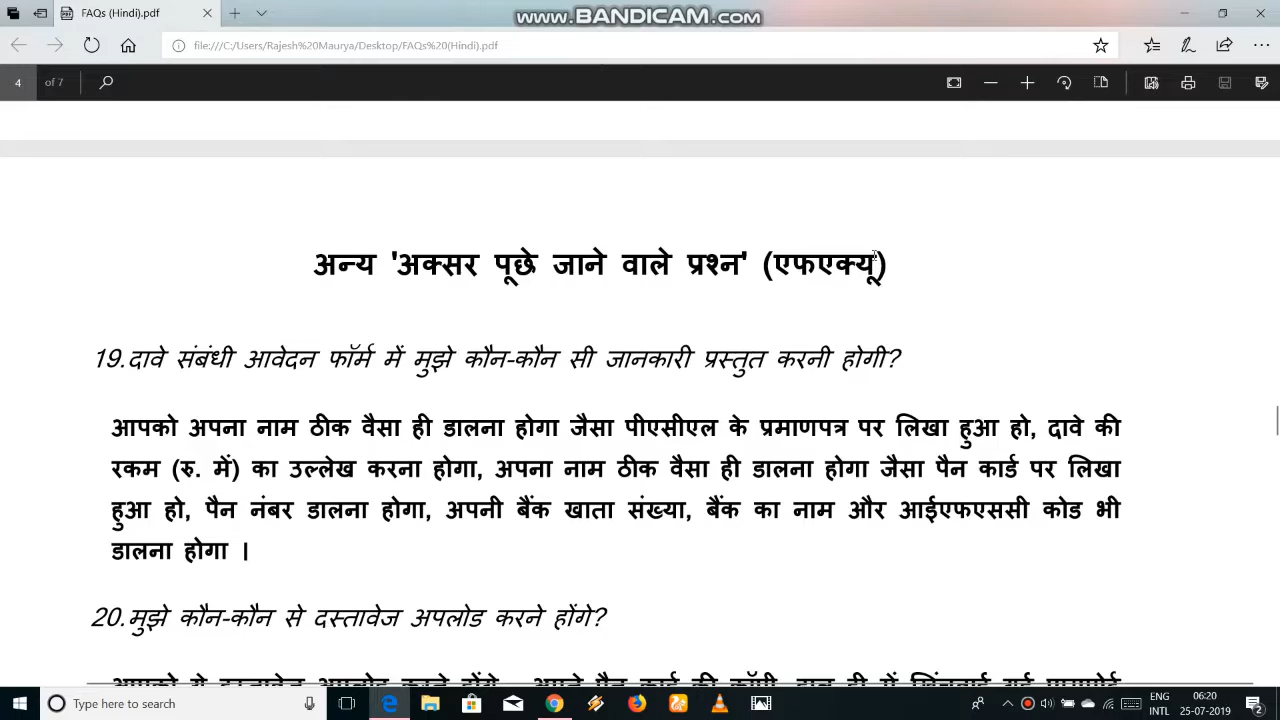 FAQs (Hindi).pdf
www.BANDICAM.com
file:///C:/Users/Rajesh%20Maurya/Desktop/FAQs%20(Hindi).pdf
4 of 7
अन्य 'अक्सर पूछे जाने वाले प्रश्न' (एफएक्यू)
19.दावे संबंधी आवेदन फॉर्म में मुझे कौन-कौन सी जानकारी प्रस्तुत करनी होगी?
आपको अपना नाम ठीक वैसा ही डालना होगा जैसा पीएसीएल के प्रमाणपत्र पर लिखा हुआ हो, दावे की
रकम (रु. में) का उल्लेख करना होगा, अपना नाम ठीक वैसा ही डालना होगा जैसा पैन कार्ड पर लिखा
हुआ हो, पैन नंबर डालना होगा, अपनी बैंक खाता संख्या, बैंक का नाम और आईएफएससी कोड भी
डालना होगा ।
20.मुझे कौन-कौन से दस्तावेज अपलोड करने होंगे?
Type here to search
ENG 06:20
INTL 25-07-2019
2